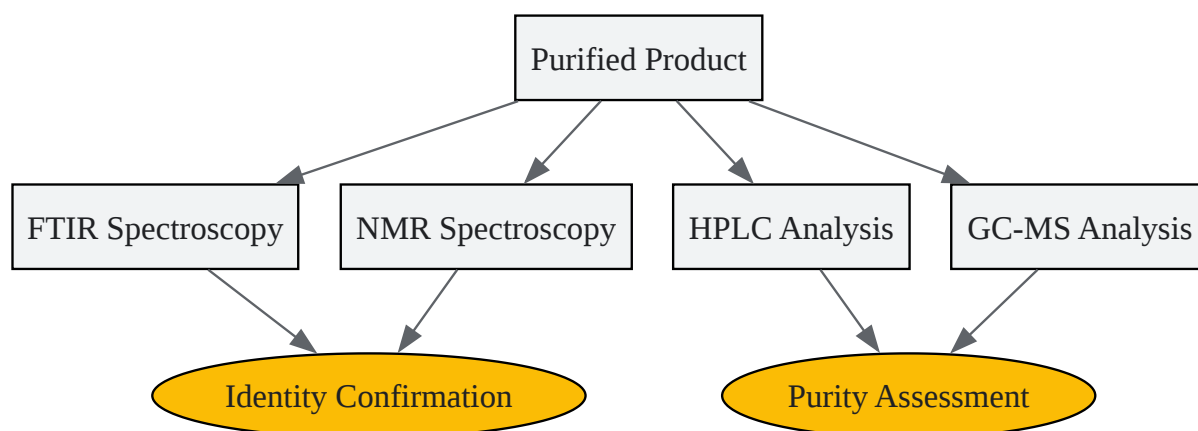 Purified Product
FTIR Spectroscopy
NMR Spectroscopy
HPLC Analysis
GC-MS Analysis
Identity Confirmation
Purity Assessment